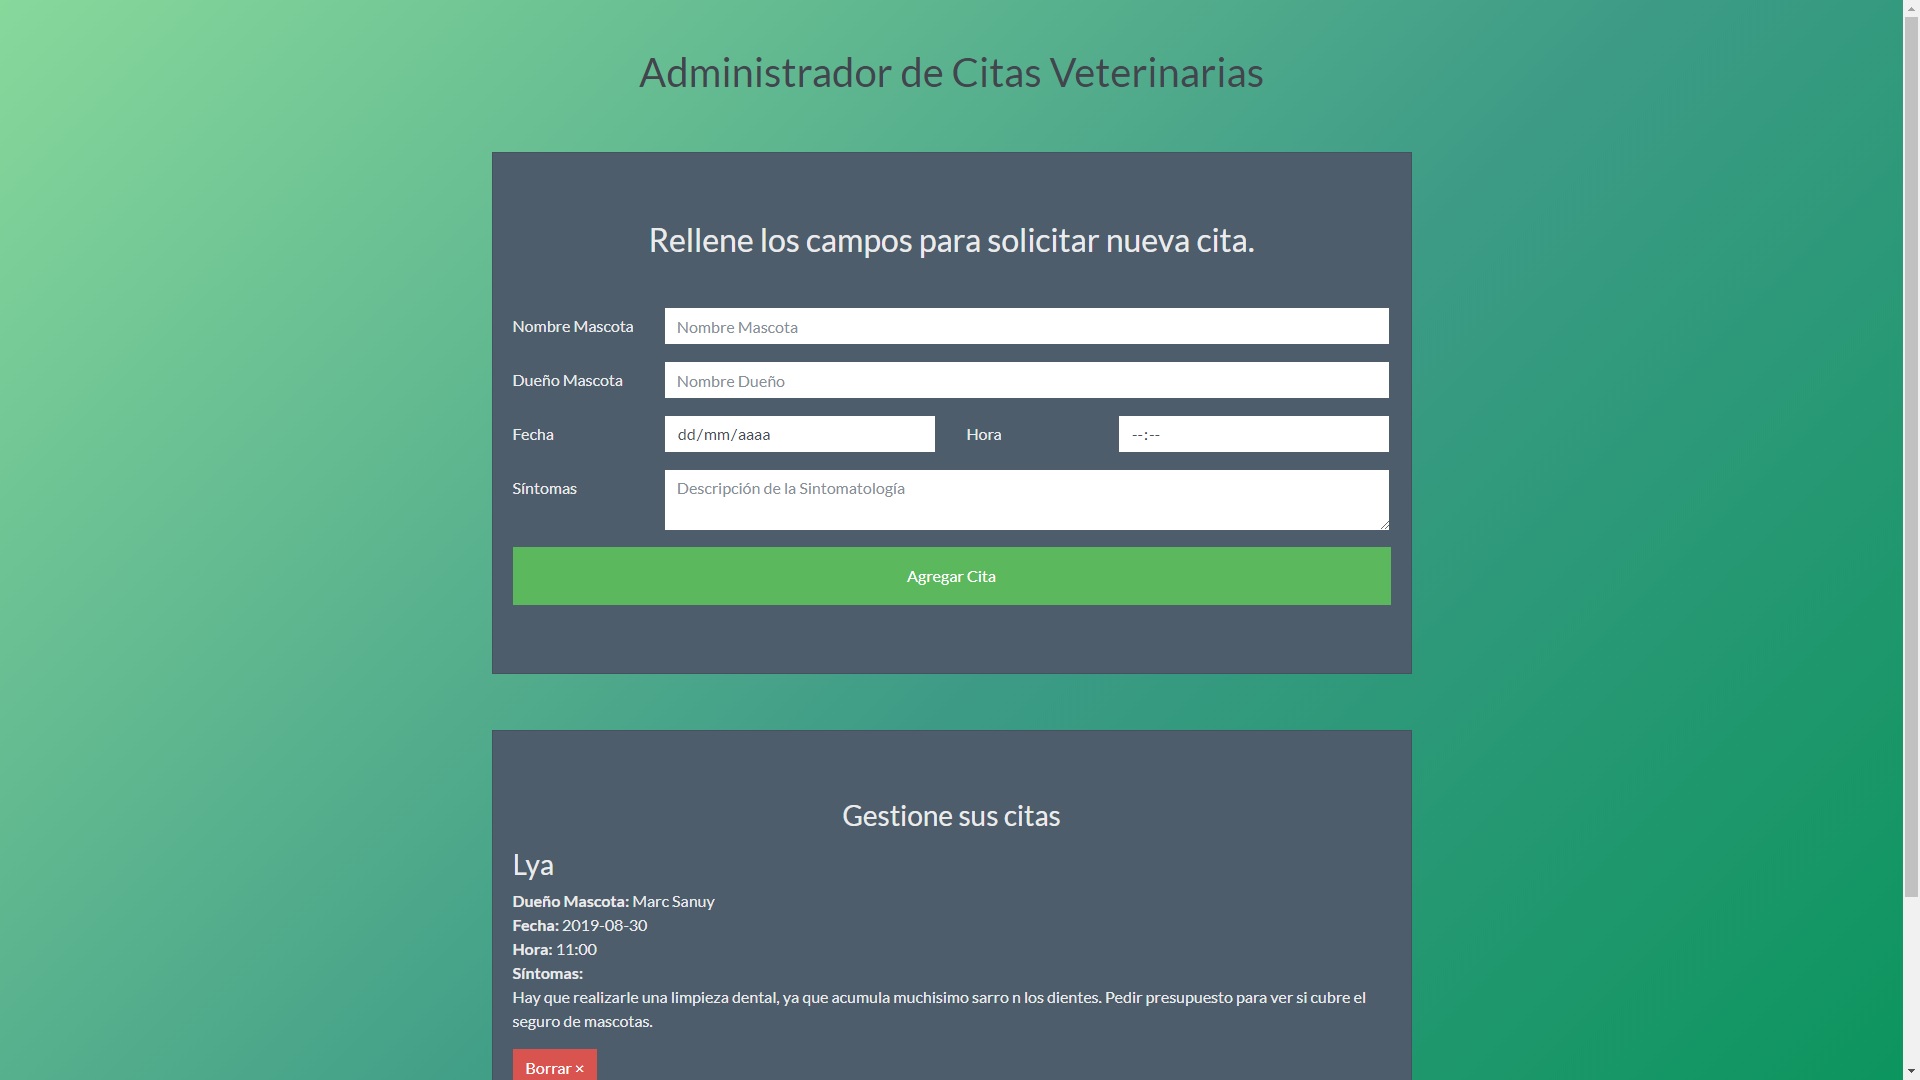 Administrador de Citas Veterinarias
Rellene los campos para solicitar nueva cita.
Nombre Mascota Nombre Mascota
Dueño Mascota Nombre Dueño
Fecha dd/mm/aaaa Hora --:--
Síntomas Descripción de la Sintomatología
Agregar Cita
Gestione sus citas
Lya
Dueño Mascota: Marc Sanuy
Fecha: 2019-08-30
Hora: 11:00
Síntomas:
Hay que realizarle una limpieza dental, ya que acumula muchisimo sarro n los dientes. Pedir presupuesto para ver si cubre el
seguro de mascotas.
Borrar ×